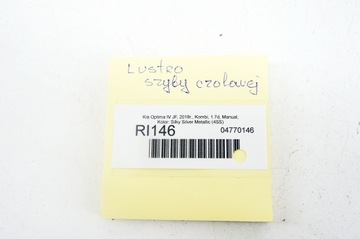 Lustro
szyby czołowej
Kia Optima IV JF, 2018r., Kombi, 1.7d, Manual,
Kolor: Silky Silver Metallic (4SS)
RI146
04770146